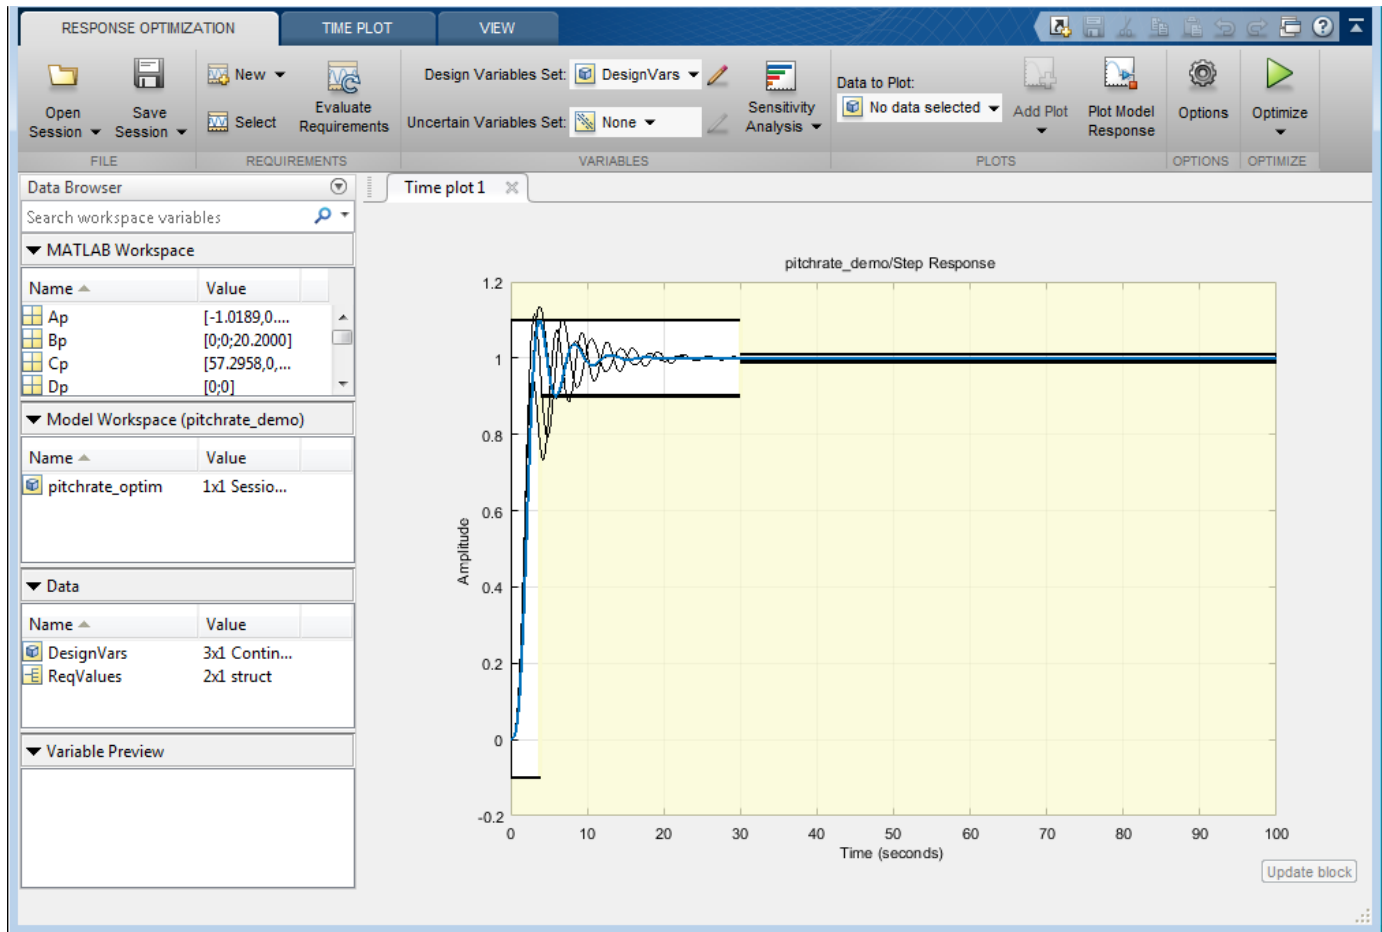 RESPONSE OPTIMIZATION TIME PLOT VIEW
Open Session Save Session New Select Evaluate Requirements
Design Variables Set: DesignVars
Uncertain Variables Set: None
Sensitivity Analysis
Data to Plot:
No data selected
Add Plot Plot Model Response Options Optimize
FILE REQUIREMENTS VARIABLES PLOTS OPTIONS OPTIMIZE
Data Browser
Search workspace variables
MATLAB Workspace
Name Value
Ap [-1.0189,0....
Bp [0;0;20.2000]
Cp [57.2958,0,...
Dp [0;0]
Model Workspace (pitchrate_demo)
Name Value
pitchrate_optim 1x1 Sessio...
Data
Name Value
DesignVars 3x1 Contin...
ReqValues 2x1 struct
Variable Preview
Time plot 1
pitchrate_demo/Step Response
1.2
1
0.8
0.6
0.4
0.2
0
-0.2
Amplitude
0 10 20 30 40 50 60 70 80 90 100
Time (seconds)
Update block